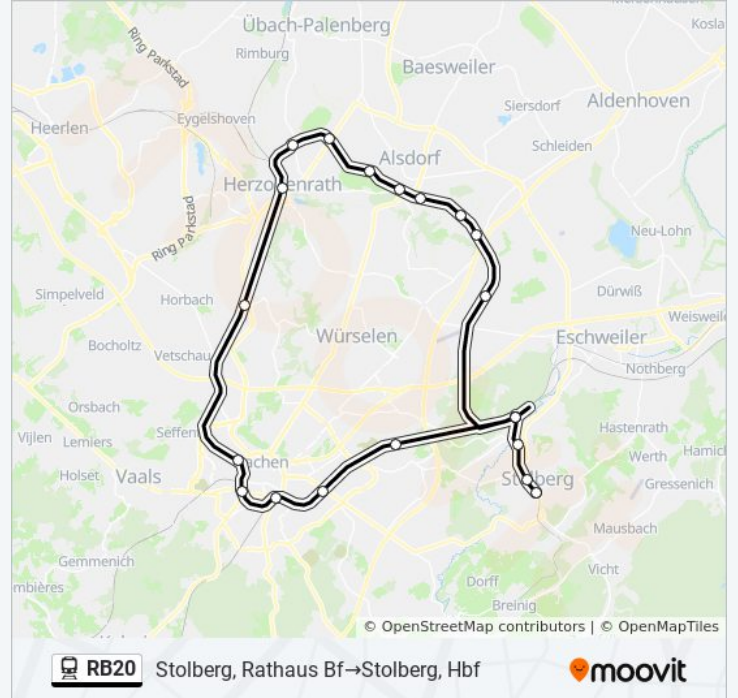 Übach-Palenberg
Kosla
Ring Parkstad
Rimburg
Baesweiler
Siersdorf
Aldenhoven
Eygelshoven
Heerlen
Schleiden
Alsdorf
Herzogenrath
Ring Parkstad
Neu-Lohn
Simpelveld
Horbach
Dürwiß
Weisweile
Würselen
Eschweiler
Bocholtz
Vetschau
Nothberg
Orsbach
Hastenrath
Vijlen
Lemiers
Seffen
Hamich
Werth
Holset
Vaals
Aachen
Stolberg
Gressenich
Mausbach
Gemmenich
Vicht
Dorff
mbières
Breinig
© OpenStreetMap contributors | © OpenMapTiles
RB20 Stolberg, Rathaus Bf→Stolberg, Hbf
moovit